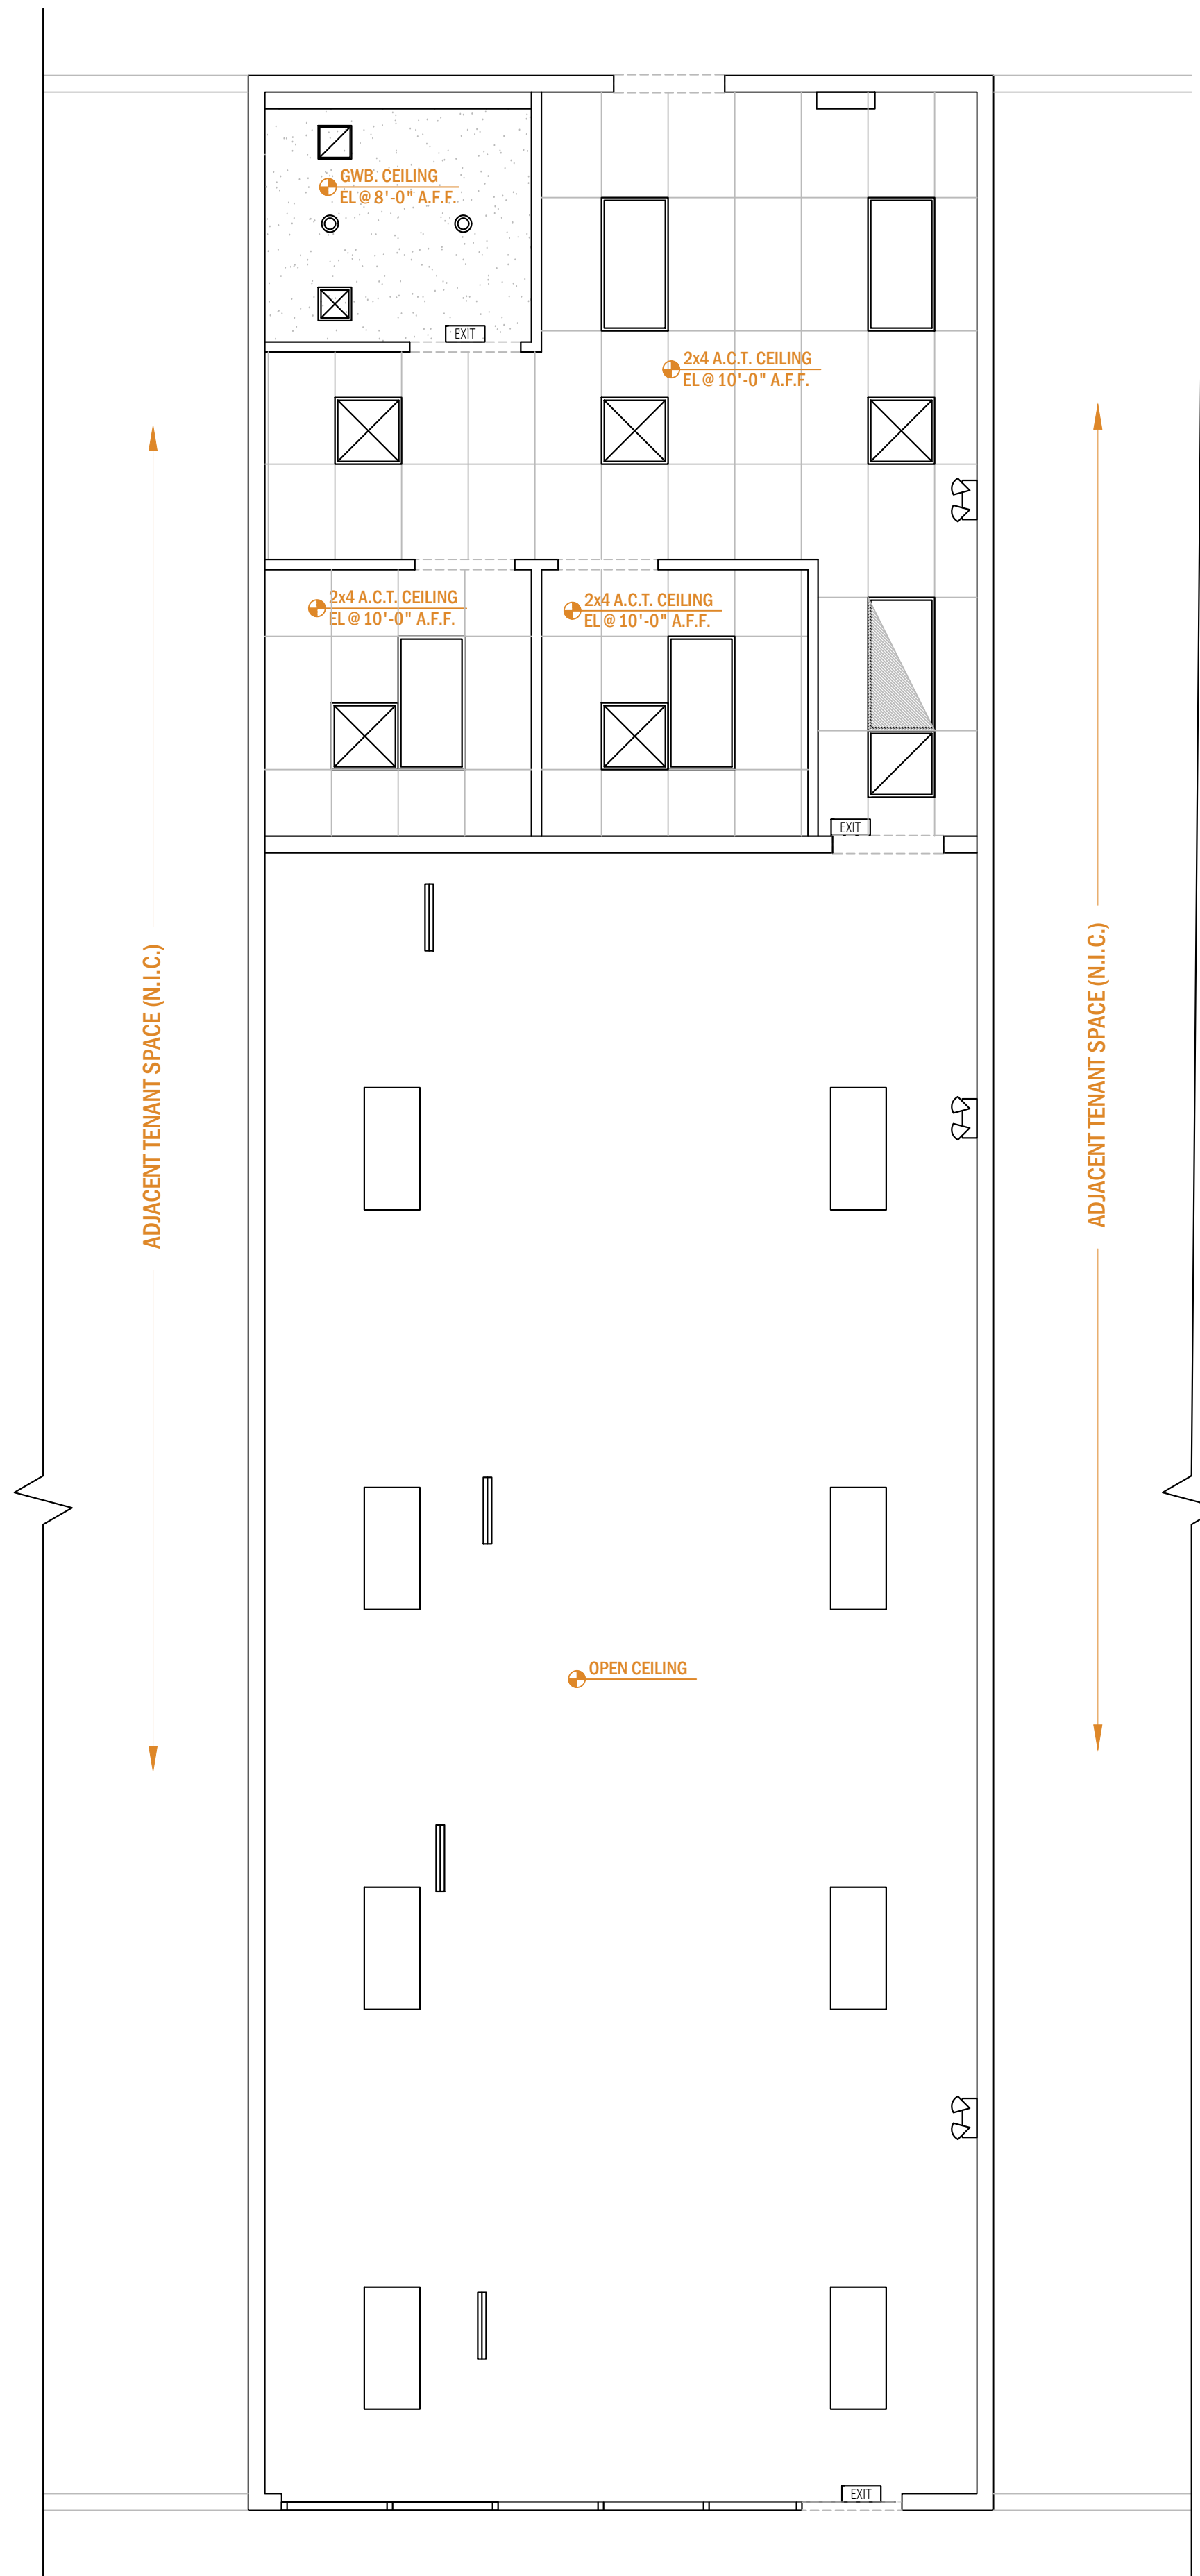 GWB. CEILING
EL @ 8'-0" A.F.F.
EXIT
2x4 A.C.T. CEILING
EL @ 10'-0" A.F.F.
2x4 A.C.T. CEILING
EL @ 10'-0" A.F.F.
2x4 A.C.T. CEILING
EL @ 10'-0" A.F.F.
EXIT
ADJACENT TENANT SPACE (N.I.C.)
ADJACENT TENANT SPACE (N.I.C.)
OPEN CEILING
EXIT